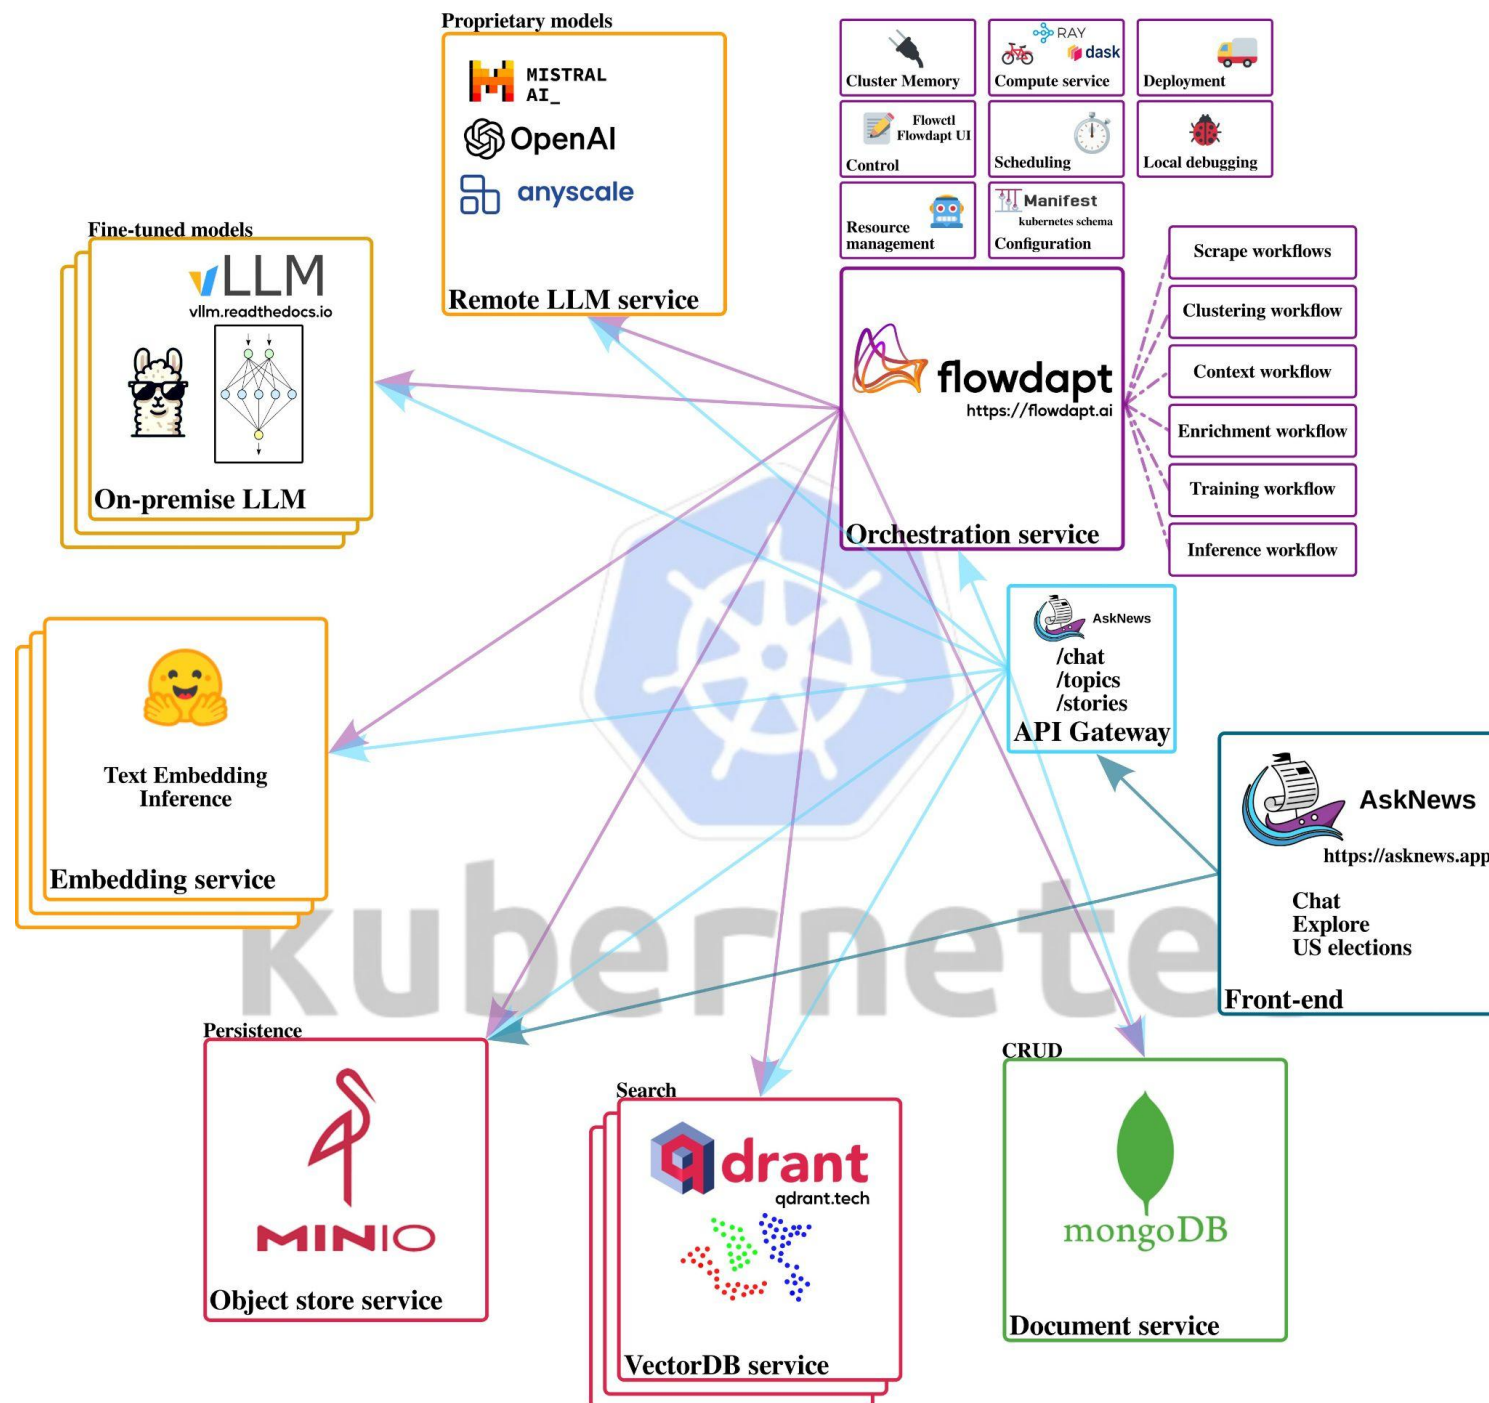 Proprietary models
MISTRAL
AI_
OpenAI
anyscale
Remote LLM service
Cluster Memory
RAY
dask
Compute service
Deployment
Flowctl
Flowdapt UI
Control
Scheduling
Local debugging
Resource
management
Manifest
kubernetes schema
Configuration
Fine-tuned models
vLLM
vllm.readthedocs.io
On-premise LLM
flowdapt
https://flowdapt.ai
Orchestration service
Scrape workflows
Clustering workflow
Context workflow
Enrichment workflow
Training workflow
Inference workflow
AskNews
/chat
/topics
/stories
API Gateway
Text Embedding
Inference
Embedding service
AskNews
https://asknews.app
Chat
Explore
US elections
Front-end
kubernete
Persistence
MINIO
Object store service
Search
qdrant
qdrant.tech
VectorDB service
CRUD
mongoDB
Document service